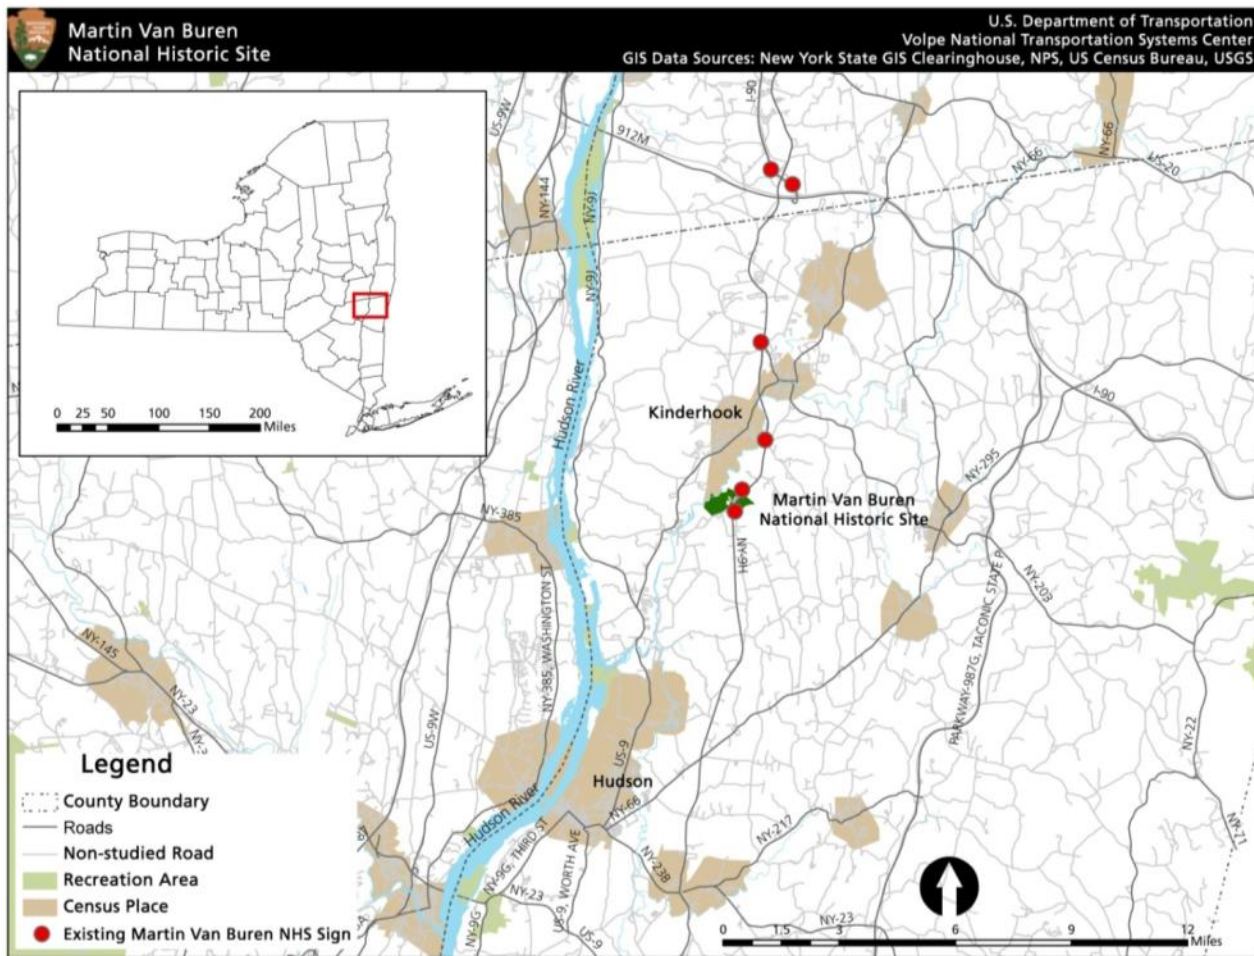 Martin Van Buren
National Historic Site
U.S. Department of Transportation
Volpe National Transportation Systems Center
GIS Data Sources: New York State GIS Clearinghouse, NPS, US Census Bureau, USGS
0 25 50 100 150 200
Miles
US-9W
NY-144
912M
NY-9J
NY-9J
I-90
NY-66
NY-66
US-20
Hudson River
I-90
Kinderhook
NY-295
Martin Van Buren
National Historic Site
NY-385
NY-9H
NY-203
NY-385, WASHINGTON ST
PARKWAY-987G, TACONIC STATE P
NY-145
NY-23
US-9W
US-9
NY-22
Hudson
Hudson River
NY-66
NY-217
NY-71
NY-9G, THIRD ST
NY-23B
NY-23
US-9, WORTH AVE
NY-9G
US-9
NY-23
Legend
County Boundary
Roads
Non-studied Road
Recreation Area
Census Place
Existing Martin Van Buren NHS Sign
0 1.5 3 6 9 12
Miles